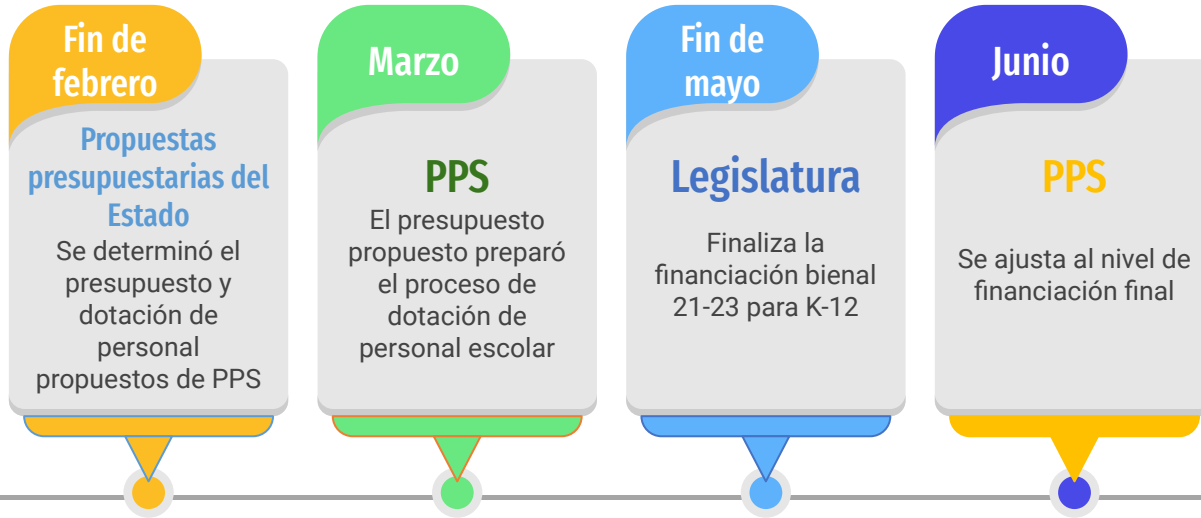 Fin de
febrero
Propuestas
presupuestarias del
Estado
Se determinó el
presupuesto y
dotación de
personal
propuestos de PPS
Marzo
PPS
El presupuesto
propuesto preparó
el proceso de
dotación de
personal escolar
Fin de
mayo
Legislatura
Finaliza la
financiación bienal
21-23 para K-12
Junio
PPS
Se ajusta al nivel de
financiación final